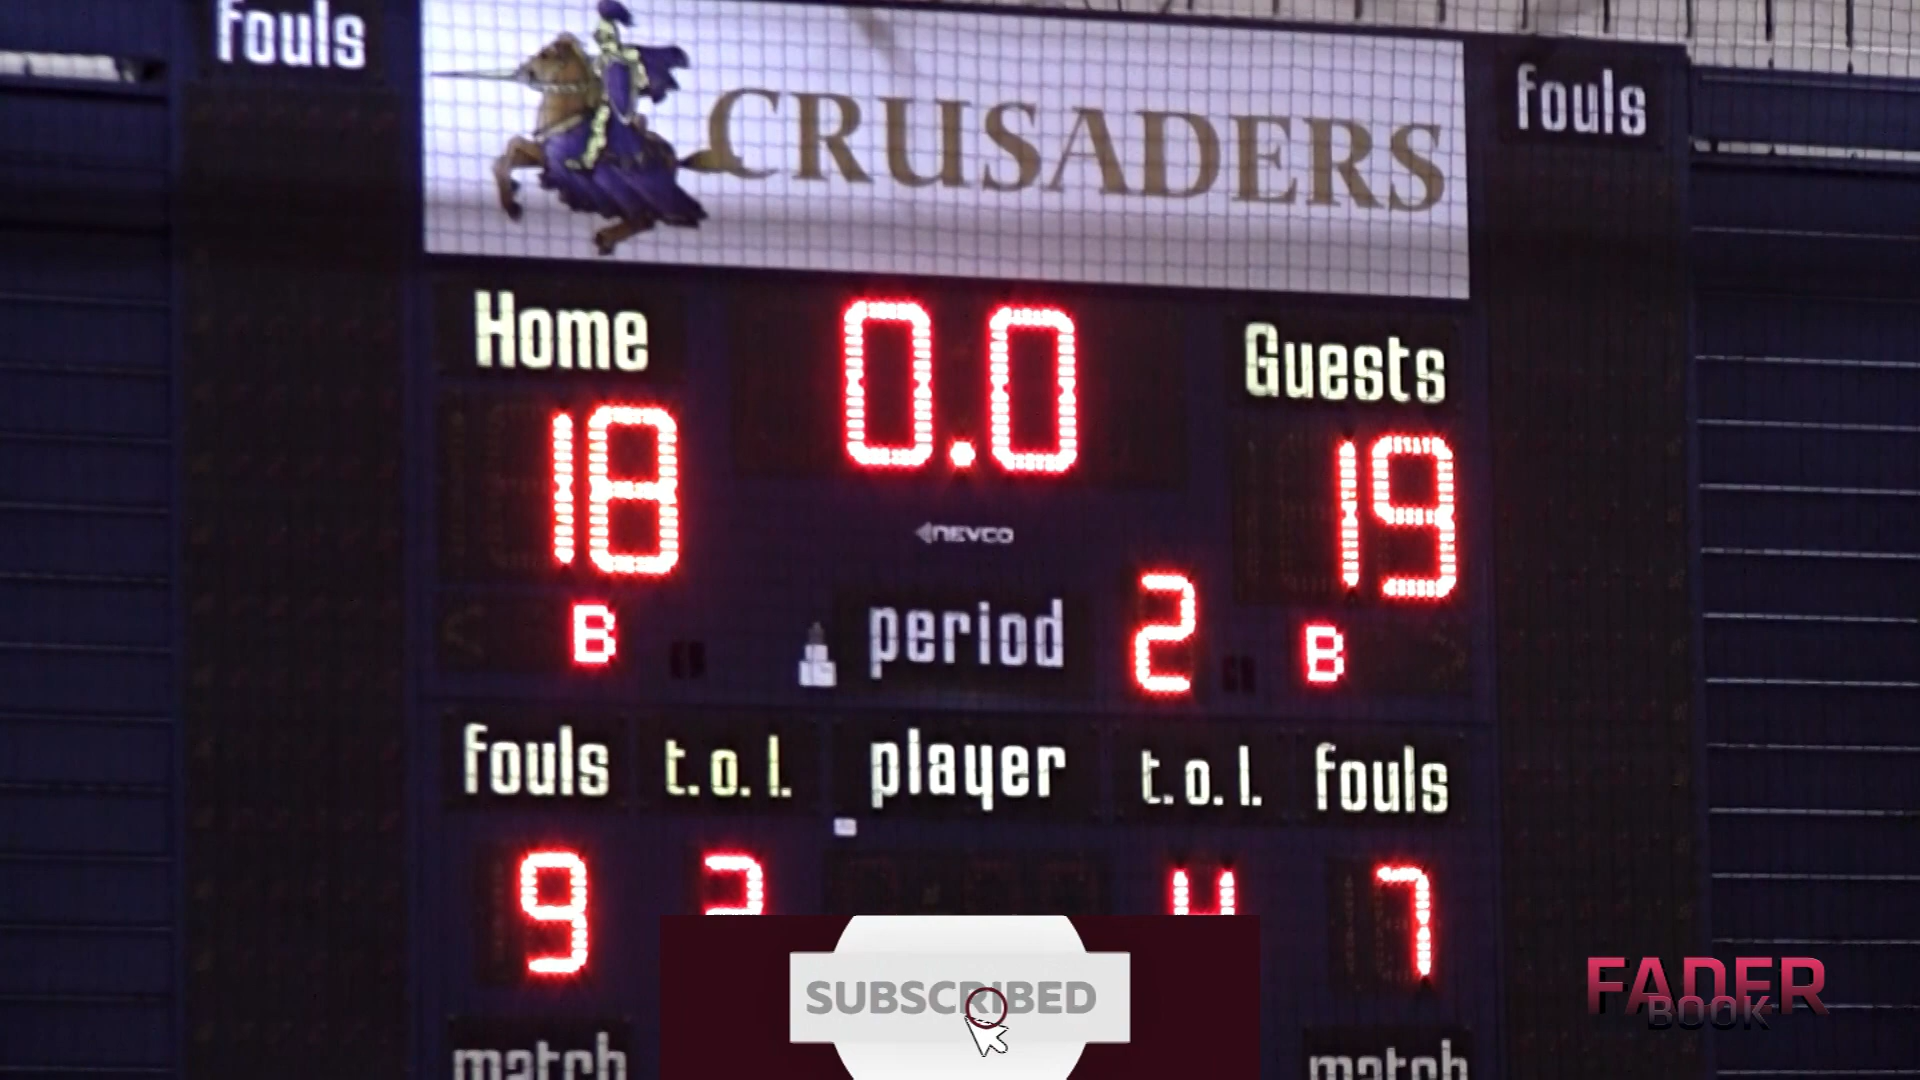 fouls
CRUSADERS
fouls
Home
0.0
Guests
18
19
NEVCO
B
period
2
B
fouls
t.o.l.
player
t.o.l.
fouls
9
4
7
SUBSCRIBED
FADER
BOOK
match
match